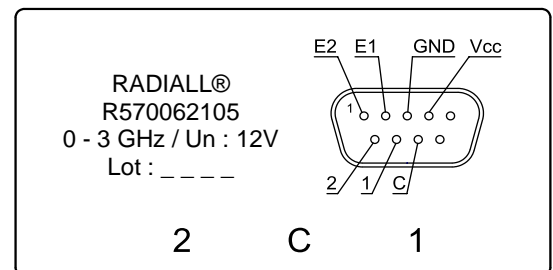 E2 E1 GND Vcc
RADIALL®
R570062105
0 - 3 GHz / Un : 12V
Lot : _ _ _ _
1
2 1 C
2 C 1